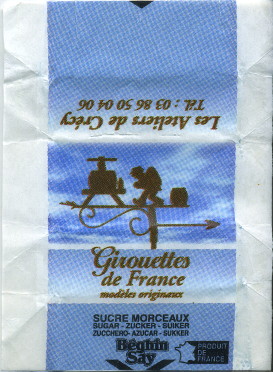 Les Ateliers de Crécy
TÉL : 03 86 50 04 06
Girouettes
de France
modèles originaux
SUCRE MORCEAUX
SUGAR - ZUCKER - SUIKER
ZUCCHERO - AZUCAR - SUKKER
Béghin
Say
PRODUIT
DE
FRANCE